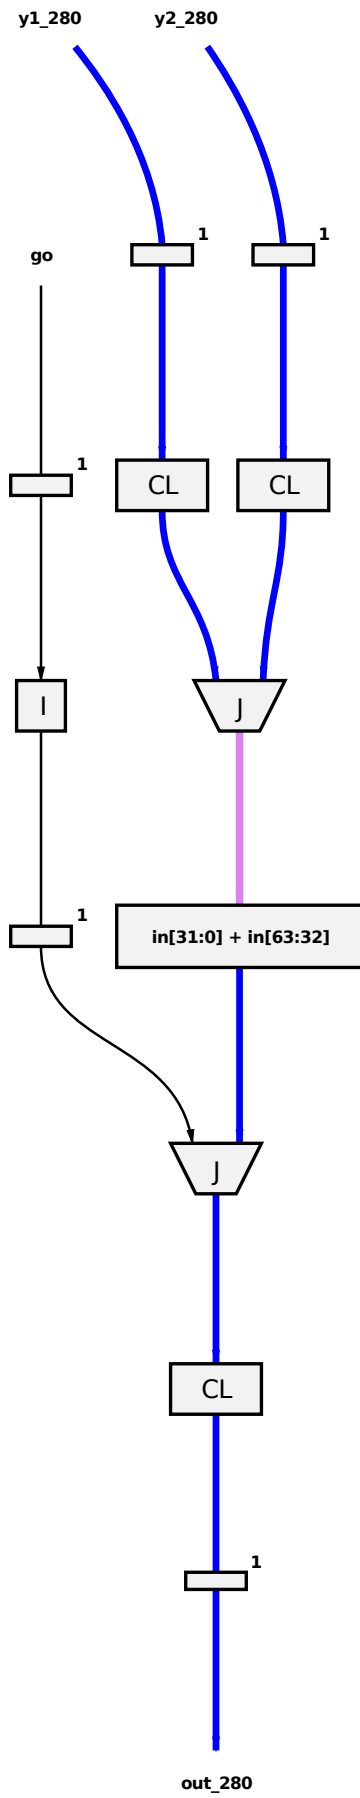 y1_280 y2_280
1 1
go
1
CL CL
I J
1
in[31:0] + in[63:32]
J
CL
1
out_280